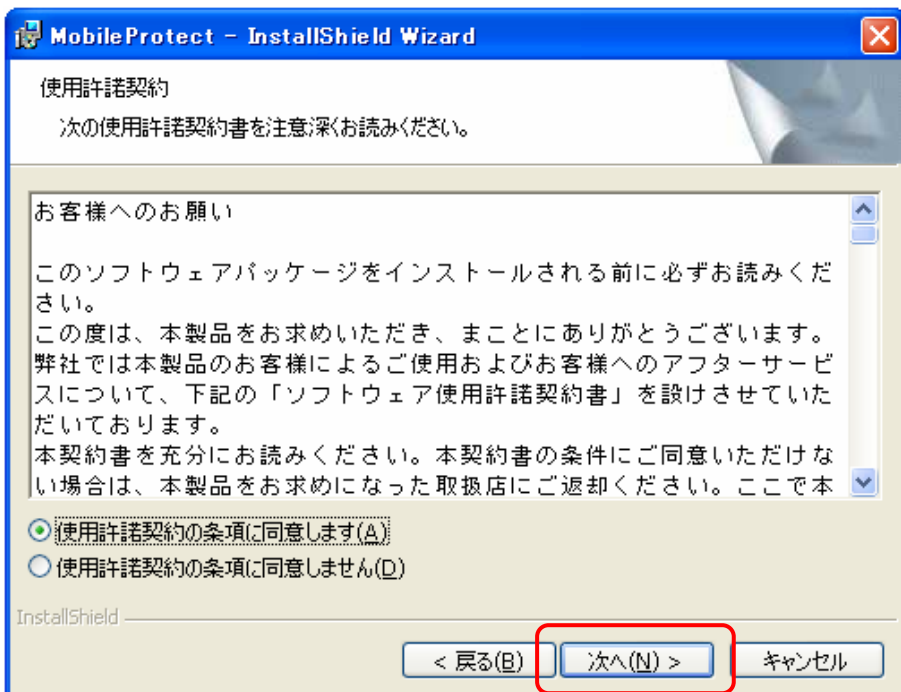 MobileProtect - InstallShield Wizard
使用許諾契約
次の使用許諾契約書を注意深くお読みください。
お客様へのお願い
このソフトウェアパッケージをインストールされる前に必ずお読みくだ
さい。
この度は、本製品をお求めいただき、まことにありがとうございます。
弊社では本製品のお客様によるご使用およびお客様へのアフターサービ
スについて、下記の「ソフトウェア使用許諾契約書」を設けさせていた
だいております。
本契約書を充分にお読みください。本契約書の条件にご同意いただけな
い場合は、本製品をお求めになった取扱店にご返却ください。ここで本
使用許諾契約の条項に同意します(A)
使用許諾契約の条項に同意しません(D)
InstallShield
< 戻る(B) 次へ(N) > キャンセル